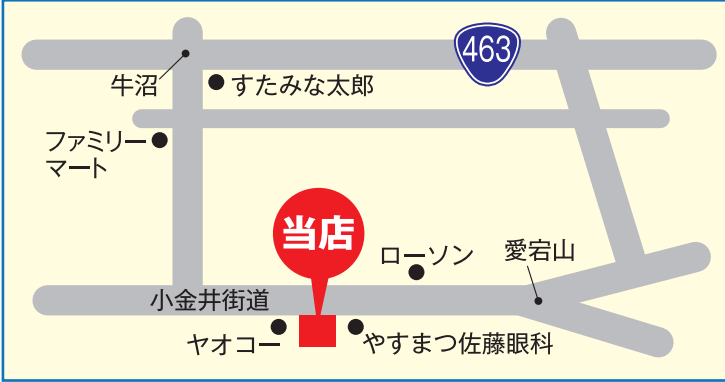 463
牛沼
すたみな太郎
ファミリー
マート
当店
ローソン
愛宕山
小金井街道
ヤオコー
やすまつ佐藤眼科